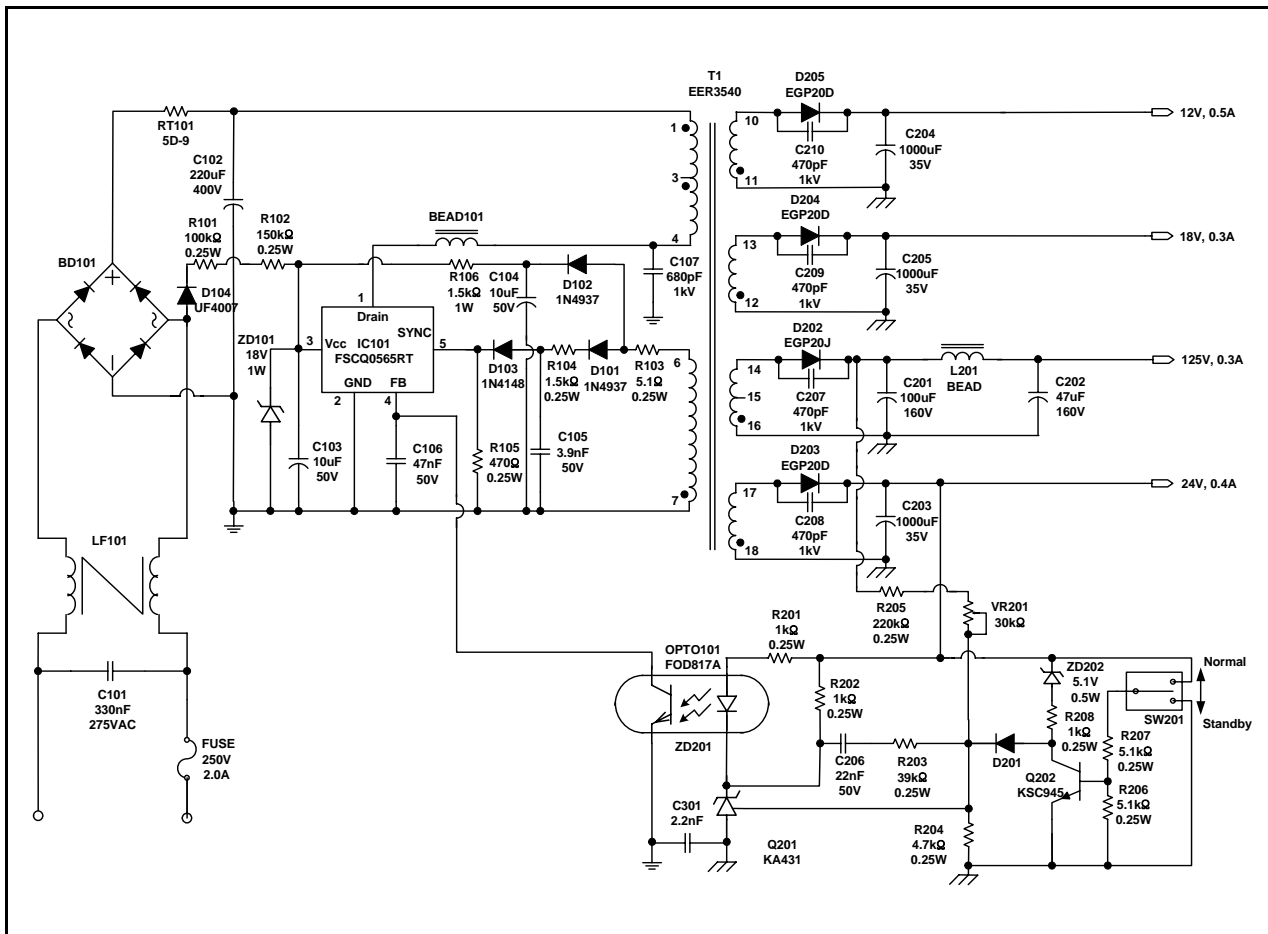 T1
EER3540
RT101
5D-9
C102
220uF
400V
R101
100kΩ
0.25W
R102
150kΩ
0.25W
BD101
D104
UF4007
ZD101
18V
1W
BEAD101
R106
1.5kΩ
1W
C104
10uF
50V
D102
1N4937
C107
680pF
1kV
1
Drain
SYNC
3
Vcc
IC101
FSCQ0565RT
5
GND
FB
2
4
D103
1N4148
R104
1.5kΩ
0.25W
D101
1N4937
R103
5.1Ω
0.25W
C103
10uF
50V
C106
47nF
50V
R105
470Ω
0.25W
C105
3.9nF
50V
1
3
4
6
7
10
11
13
12
14
15
16
17
18
D205
EGP20D
C210
470pF
1kV
C204
1000uF
35V
12V, 0.5A
D204
EGP20D
C209
470pF
1kV
C205
1000uF
35V
18V, 0.3A
D202
EGP20J
C207
470pF
1kV
C201
100uF
160V
L201
BEAD
C202
47uF
160V
125V, 0.3A
D203
EGP20D
C208
470pF
1kV
C203
1000uF
35V
24V, 0.4A
LF101
C101
330nF
275VAC
FUSE
250V
2.0A
R205
220kΩ
0.25W
VR201
30kΩ
R201
1kΩ
0.25W
OPTO101
FOD817A
R202
1kΩ
0.25W
ZD202
5.1V
0.5W
Normal
SW201
Standby
R208
1kΩ
0.25W
R207
5.1kΩ
0.25W
ZD201
C206
22nF
50V
R203
39kΩ
0.25W
D201
Q202
KSC945
R206
5.1kΩ
0.25W
C301
2.2nF
Q201
KA431
R204
4.7kΩ
0.25W